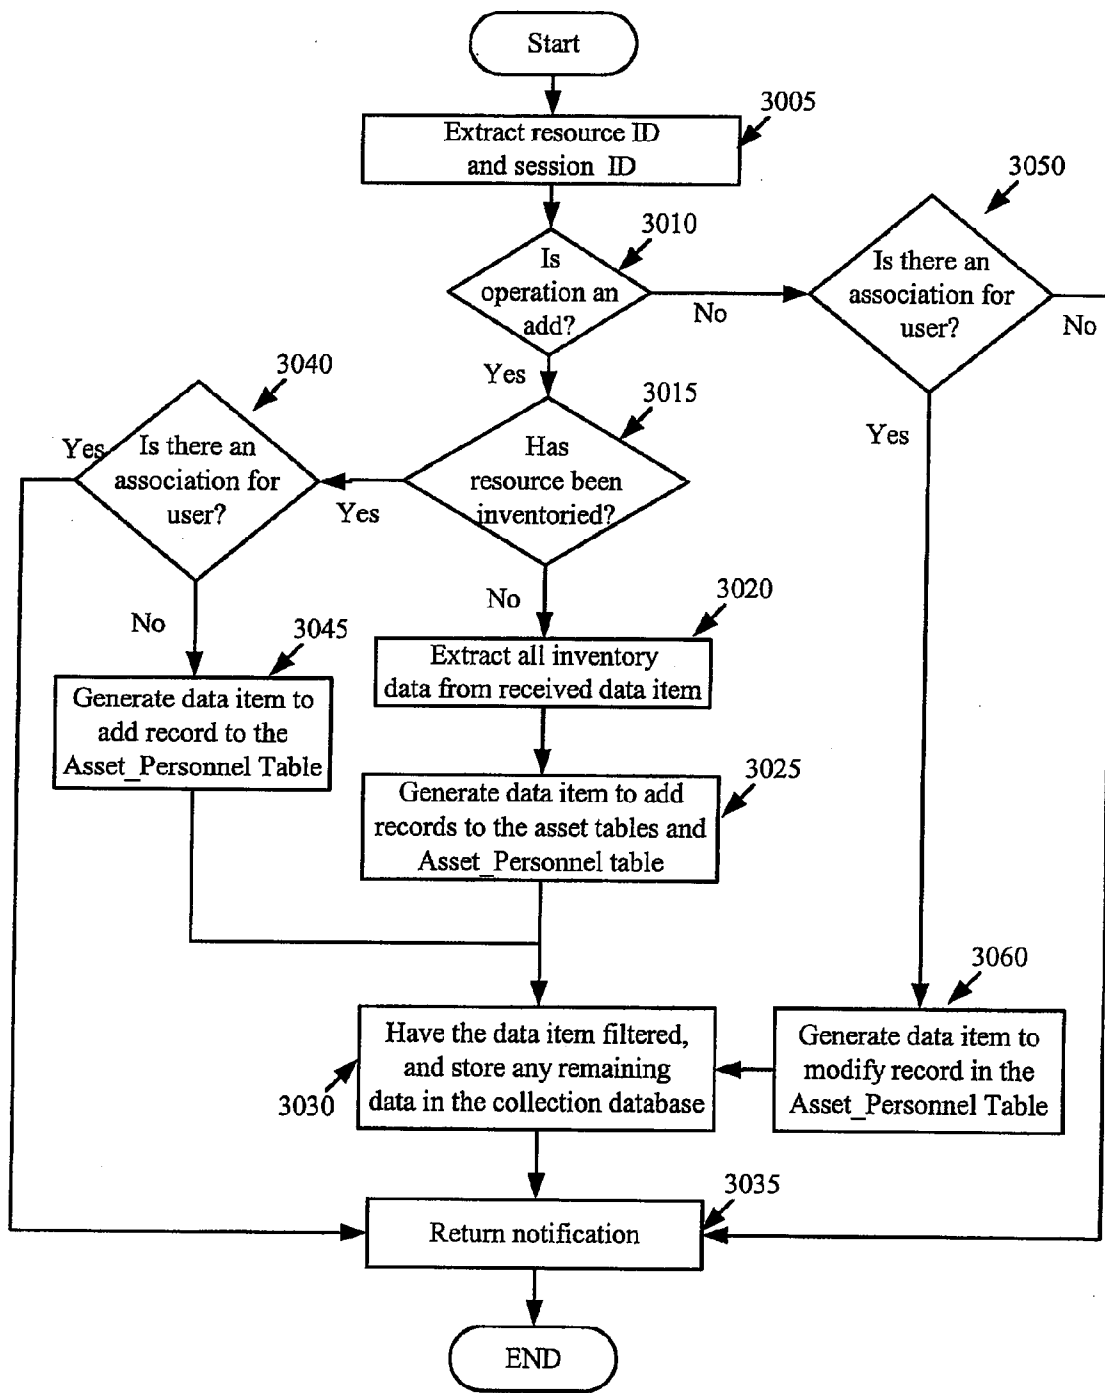 Start
3005
Extract resource ID
and session ID
3050
3010
Is
operation an
add?
No
Is there an
association for
user?
No
Yes
3040
3015
Yes
Is there an
association for
user?
Yes
Has
resource been
inventoried?
Yes
No
No
3020
3045
Extract all inventory
data from received data item
Generate data item to
add record to the
Asset_Personnel Table
3025
Generate data item to add
records to the asset tables and
Asset_Personnel table
3060
Have the data item filtered,
and store any remaining
data in the collection database
3030
Generate data item to
modify record in the
Asset_Personnel Table
3035
Return notification
END